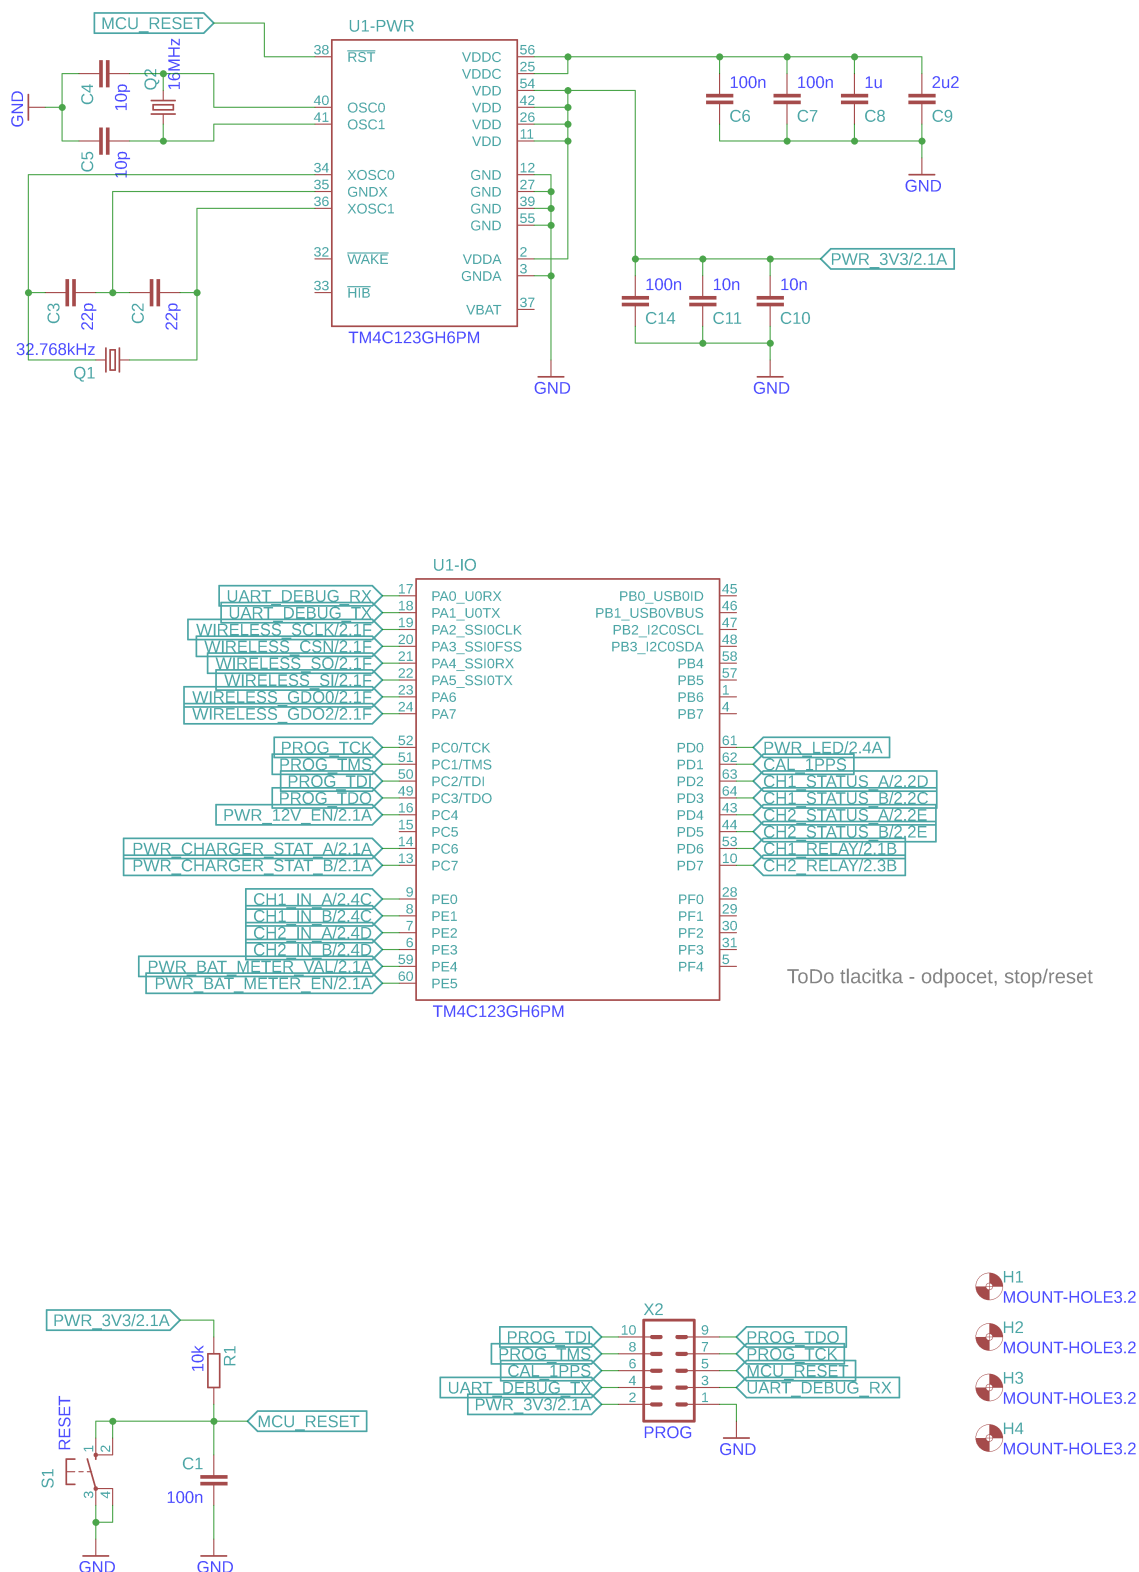 MCU_RESET
U1-PWR
38
RST
40
OSC0
41
OSC1
34
XOSC0
35
GNDX
36
XOSC1
32
WAKE
33
HIB
VDDC
56
VDDC
25
VDD
54
VDD
42
VDD
26
VDD
11
GND
12
GND
27
GND
39
GND
55
VDDA
2
GNDA
3
VBAT
37
TM4C123GH6PM
GND
C4
10p
Q2
16MHz
C5
10p
C3
22p
C2
22p
32.768kHz
Q1
100n
C6
100n
C7
1u
C8
2u2
C9
GND
PWR_3V3/2.1A
100n
C14
10n
C11
10n
C10
GND
GND
U1-IO
UART_DEBUG_RX
17
PA0_U0RX
UART_DEBUG_TX
18
PA1_U0TX
WIRELESS_SCLK/2.1F
19
PA2_SSI0CLK
WIRELESS_CSN/2.1F
20
PA3_SSI0FSS
WIRELESS_SO/2.1F
21
PA4_SSI0RX
WIRELESS_SI/2.1F
22
PA5_SSI0TX
WIRELESS_GDO0/2.1F
23
PA6
WIRELESS_GDO2/2.1F
24
PA7
PROG_TCK
52
PC0/TCK
PROG_TMS
51
PC1/TMS
PROG_TDI
50
PC2/TDI
PROG_TDO
49
PC3/TDO
PWR_12V_EN/2.1A
16
PC4
15
PC5
PWR_CHARGER_STAT_A/2.1A
14
PC6
PWR_CHARGER_STAT_B/2.1A
13
PC7
CH1_IN_A/2.4C
9
PE0
CH1_IN_B/2.4C
8
PE1
CH2_IN_A/2.4D
7
PE2
CH2_IN_B/2.4D
6
PE3
PWR_BAT_METER_VAL/2.1A
59
PE4
PWR_BAT_METER_EN/2.1A
60
PE5
PB0_USB0ID
45
PB1_USB0VBUS
46
PB2_I2C0SCL
47
PB3_I2C0SDA
48
PB4
58
PB5
57
PB6
1
PB7
4
PD0
61
PWR_LED/2.4A
PD1
62
CAL_1PPS
PD2
63
CH1_STATUS_A/2.2D
PD3
64
CH1_STATUS_B/2.2C
PD4
43
CH2_STATUS_A/2.2E
PD5
44
CH2_STATUS_B/2.2E
PD6
53
CH1_RELAY/2.1B
PD7
10
CH2_RELAY/2.3B
PF0
28
PF1
29
PF2
30
PF3
31
PF4
5
TM4C123GH6PM
ToDo tlacitka - odpocet, stop/reset
PWR_3V3/2.1A
10k
R1
MCU_RESET
RESET
S1
1
2
3
4
C1
100n
GND
GND
X2
PROG_TDI
10
9
PROG_TDO
PROG_TMS
8
7
PROG_TCK
CAL_1PPS
6
5
MCU_RESET
UART_DEBUG_TX
4
3
UART_DEBUG_RX
PWR_3V3/2.1A
2
1
PROG
GND
H1
MOUNT-HOLE3.2
H2
MOUNT-HOLE3.2
H3
MOUNT-HOLE3.2
H4
MOUNT-HOLE3.2